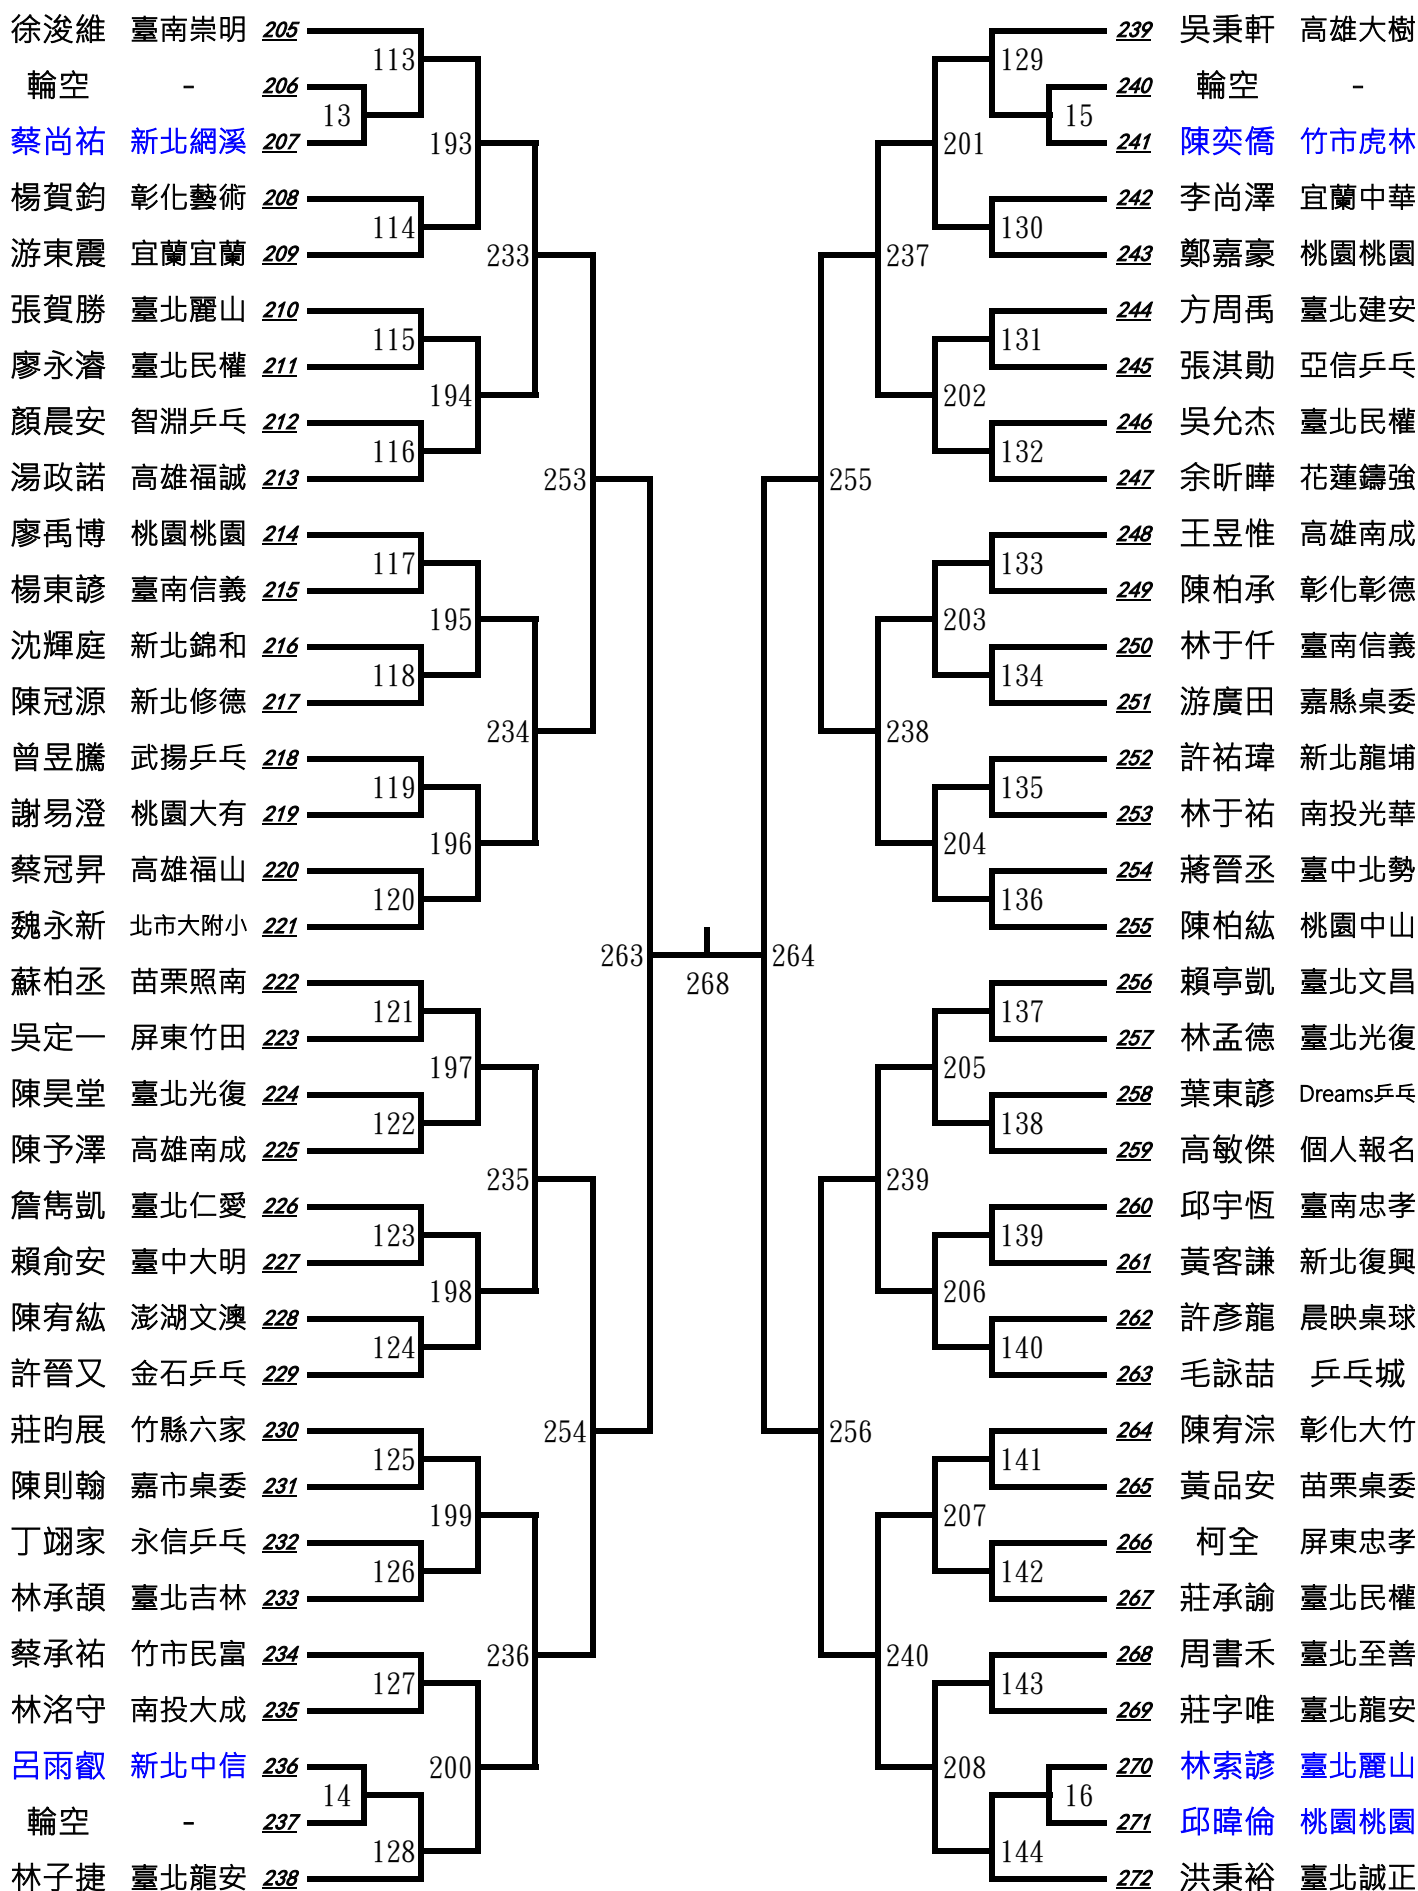 徐浚維 臺南崇明 205
輪空 - 206
蔡尚祐 新北網溪 207
楊賀鈞 彰化藝術 208
游東震 宜蘭宜蘭 209
張賀勝 臺北麗山 210
廖永濬 臺北民權 211
顏晨安 智淵乒乓 212
湯政諾 高雄福誠 213
廖禹博 桃園桃園 214
楊東諺 臺南信義 215
沈輝庭 新北錦和 216
陳冠源 新北修德 217
曾昱騰 武揚乒乓 218
謝易澄 桃園大有 219
蔡冠昇 高雄福山 220
魏永新 北市大附小 221
蘇柏丞 苗栗照南 222
吳定一 屏東竹田 223
陳昊堂 臺北光復 224
陳予澤 高雄南成 225
詹雋凱 臺北仁愛 226
賴俞安 臺中大明 227
陳宥紘 澎湖文澳 228
許晉又 金石乒乓 229
莊昀展 竹縣六家 230
陳則翰 嘉市桌委 231
丁翊家 永信乒乓 232
林承頡 臺北吉林 233
蔡承祐 竹市民富 234
林洺守 南投大成 235
呂雨叡 新北中信 236
輪空 - 237
林子捷 臺北龍安 238
113
13
193
114
233
115
194
116
253
117
195
118
234
119
196
120
263
121
197
122
235
123
198
124
254
125
199
126
236
127
200
14
128
268
239 吳秉軒 高雄大樹
240 輪空 -
241 陳奕僑 竹市虎林
242 李尚澤 宜蘭中華
243 鄭嘉豪 桃園桃園
244 方周禹 臺北建安
245 張淇勛 亞信乒乓
246 吳允杰 臺北民權
247 余昕曄 花蓮鑄強
248 王昱惟 高雄南成
249 陳柏承 彰化彰德
250 林于仟 臺南信義
251 游廣田 嘉縣桌委
252 許祐瑋 新北龍埔
253 林于祐 南投光華
254 蔣晉丞 臺中北勢
255 陳柏紘 桃園中山
256 賴亭凱 臺北文昌
257 林孟德 臺北光復
258 葉東諺 Dreams乒乓
259 高敏傑 個人報名
260 邱宇恆 臺南忠孝
261 黃客謙 新北復興
262 許彥龍 晨映桌球
263 毛詠喆 乒乓城
264 陳宥淙 彰化大竹
265 黃品安 苗栗桌委
266 柯全 屏東忠孝
267 莊承諭 臺北民權
268 周書禾 臺北至善
269 莊字唯 臺北龍安
270 林索諺 臺北麗山
271 邱暐倫 桃園桃園
272 洪秉裕 臺北誠正
129
15
201
130
237
131
202
132
255
133
203
134
238
135
204
136
264
137
205
138
239
139
206
140
256
141
207
142
240
143
208
16
144